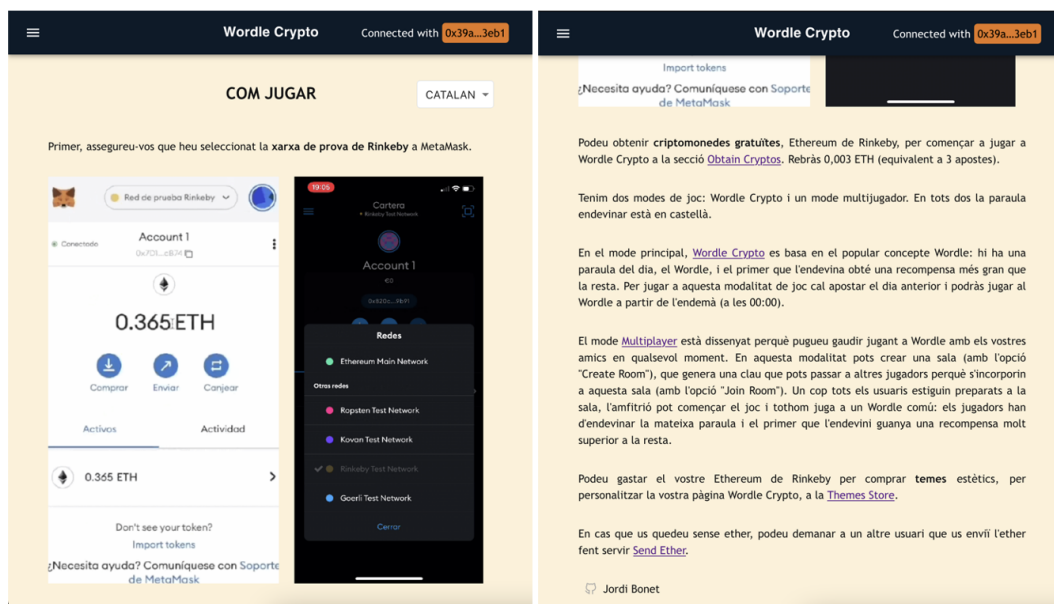 Wordle Crypto
Connected with 0x39a...3eb1
COM JUGAR
CATALAN
Primer, assegureu-vos que heu seleccionat la xarxa de prova de Rinkeby a MetaMask.
Red de prueba Rinkeby
Conectado
Account 1
0.365 ETH
Comprar
Enviar
Canjear
Activos
Actividad
0.365 ETH
Don't see your token?
Import tokens
¿Necesita ayuda? Comuníquese con Soporte
de MetaMask
19:05
Cartera
Rinkeby Test Network
Account 1
€0
Redes
Ethereum Main Network
Otras redes
Ropsten Test Network
Kovan Test Network
Rinkeby Test Network
Goerli Test Network
Cerrar
Wordle Crypto
Connected with 0x39a...3eb1
Import tokens
¿Necesita ayuda? Comuníquese con Soporte
de MetaMask
Podeu obtenir criptomonedes gratuïtes, Ethereum de Rinkeby, per començar a jugar a
Wordle Crypto a la secció Obtain Cryptos. Rebràs 0,003 ETH (equivalent a 3 apostes).
Tenim dos modes de joc: Wordle Crypto i un mode multijugador. En tots dos la paraula
endevinar està en castellà.
En el mode principal, Wordle Crypto es basa en el popular concepte Wordle: hi ha una
paraula del dia, el Wordle, i el primer que l'endevina obté una recompensa més gran que
la resta. Per jugar a aquesta modalitat de joc cal apostar el dia anterior i podràs jugar al
Wordle a partir de l'endemà (a les 00:00).
El mode Multiplayer està dissenyat perquè pugueu gaudir jugant a Wordle amb els vostres
amics en qualsevol moment. En aquesta modalitat pots crear una sala (amb l'opció
"Create Room"), que genera una clau que pots passar a altres jugadors perquè s'incorporin
a aquesta sala (amb l'opció "Join Room"). Un cop tots els usuaris estiguin preparats a la
sala, l'amfitrió pot començar el joc i tothom juga a un Wordle comú: els jugadors han
d'endevinar la mateixa paraula i el primer que l'endevini guanya una recompensa molt
superior a la resta.
Podeu gastar el vostre Ethereum de Rinkeby per comprar temes estètics, per
personalitzar la vostra pàgina Wordle Crypto, a la Themes Store.
En cas que us quedeu sense ether, podeu demanar a un altre usuari que us enviï l'ether
fent servir Send Ether.
Jordi Bonet